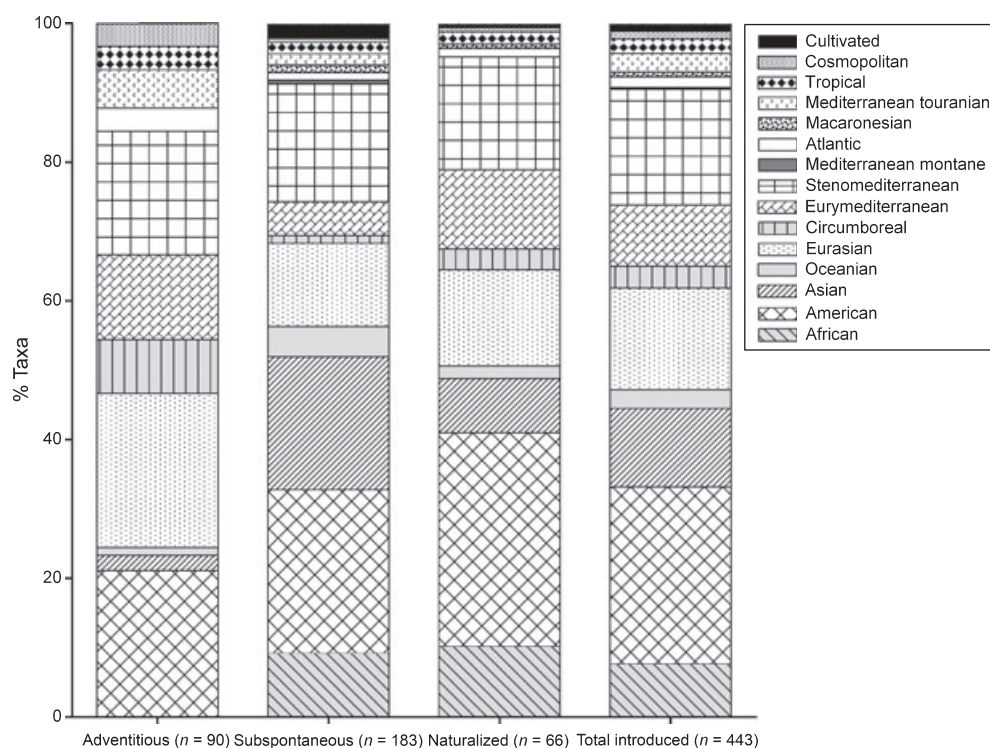 100
80
60
40
20
0
% Taxa
Adventitious (n = 90)
Subspontaneous (n = 183)
Naturalized (n = 66)
Total introduced (n = 443)
Cultivated
Cosmopolitan
Tropical
Mediterranean touranian
Macaronesian
Atlantic
Mediterranean montane
Stenomediterranean
Eurymediterranean
Circumboreal
Eurasian
Oceanian
Asian
American
African